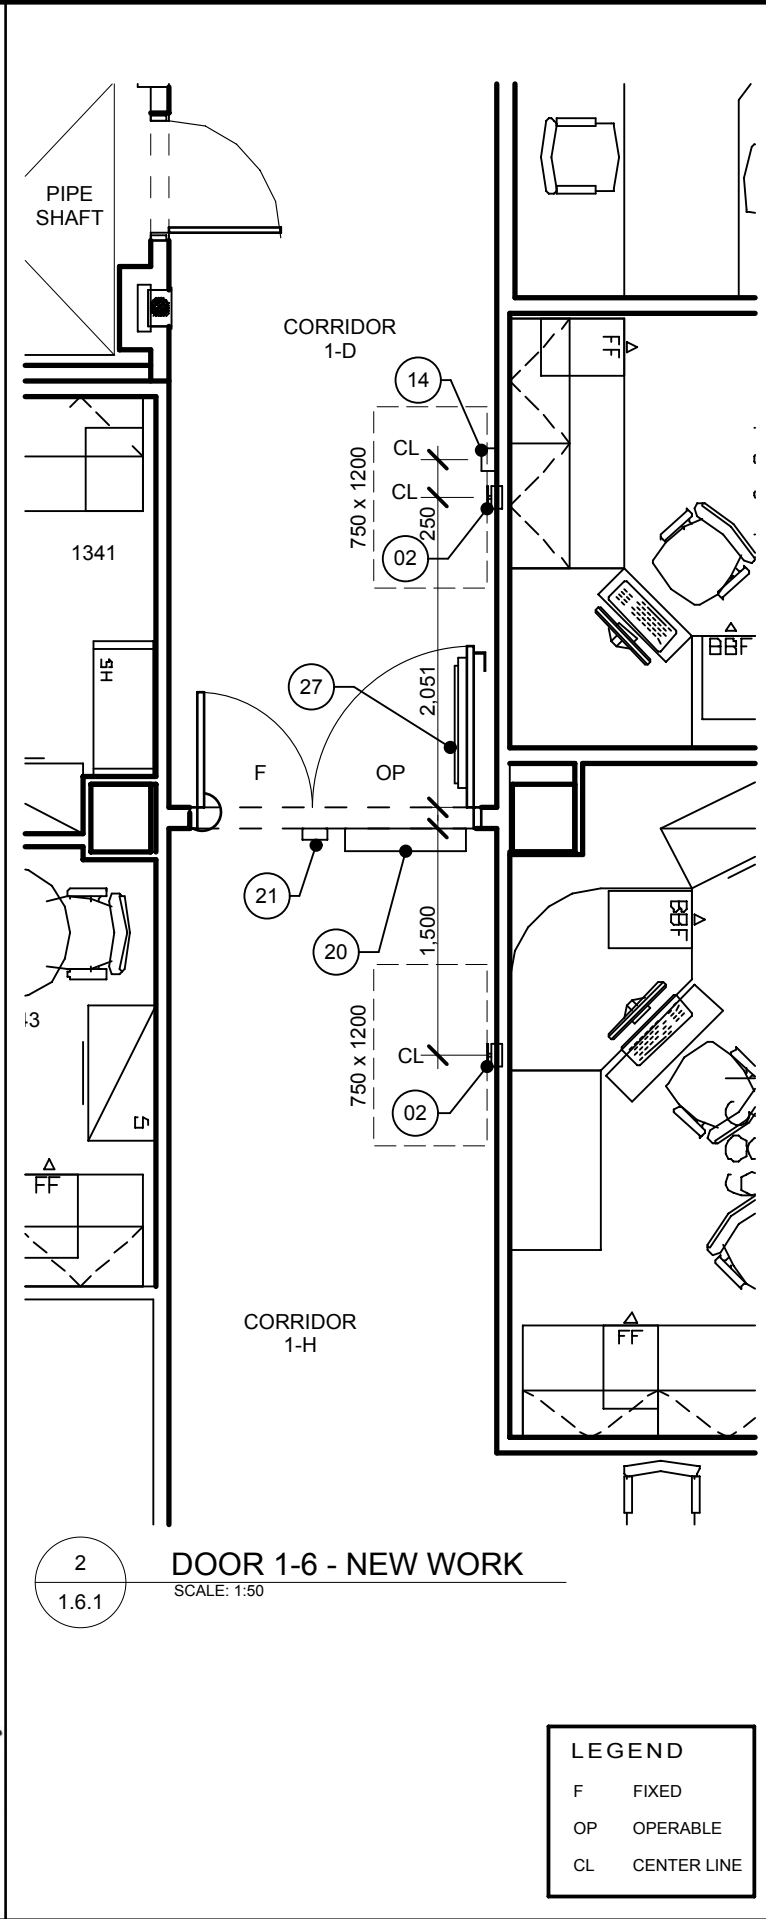 PIPE
SHAFT
CORRIDOR
1-D
FF
14
CL
750 x 1200
CL
250
02
1341
HS
BBF
27
2,051
F
OP
21
20
BBF
1,500
750 x 1200
CL
02
S
FF
CORRIDOR
1-H
FF
2
1.6.1
DOOR 1-6 - NEW WORK
SCALE: 1:50
LEGEND
F FIXED
OP OPERABLE
CL CENTER LINE